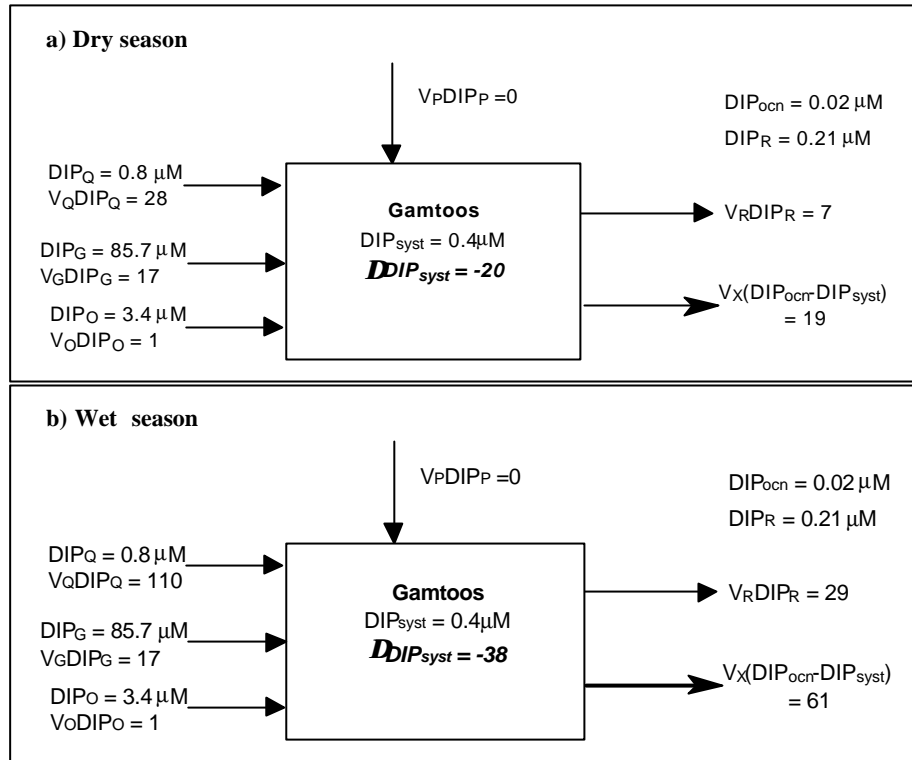 a) Dry season
VPDIPP =0
DIPocn = 0.02 μM
DIPR = 0.21 μM
DIPQ = 0.8 μM
VQDIPQ = 28
Gamtoos
DIPsyst = 0.4μM
DDIPsyst = -20
VRDIPR = 7
DIPG = 85.7 μM
VGDIPG = 17
VX(DIPocn-DIPsyst)
= 19
DIPO = 3.4 μM
VODIPO = 1
b) Wet season
VPDIPP =0
DIPocn = 0.02 μM
DIPR = 0.21 μM
DIPQ = 0.8 μM
VQDIPQ = 110
Gamtoos
DIPsyst = 0.4μM
DDIPsyst = -38
VRDIPR = 29
DIPG = 85.7 μM
VGDIPG = 17
VX(DIPocn-DIPsyst)
= 61
DIPO = 3.4 μM
VODIPO = 1